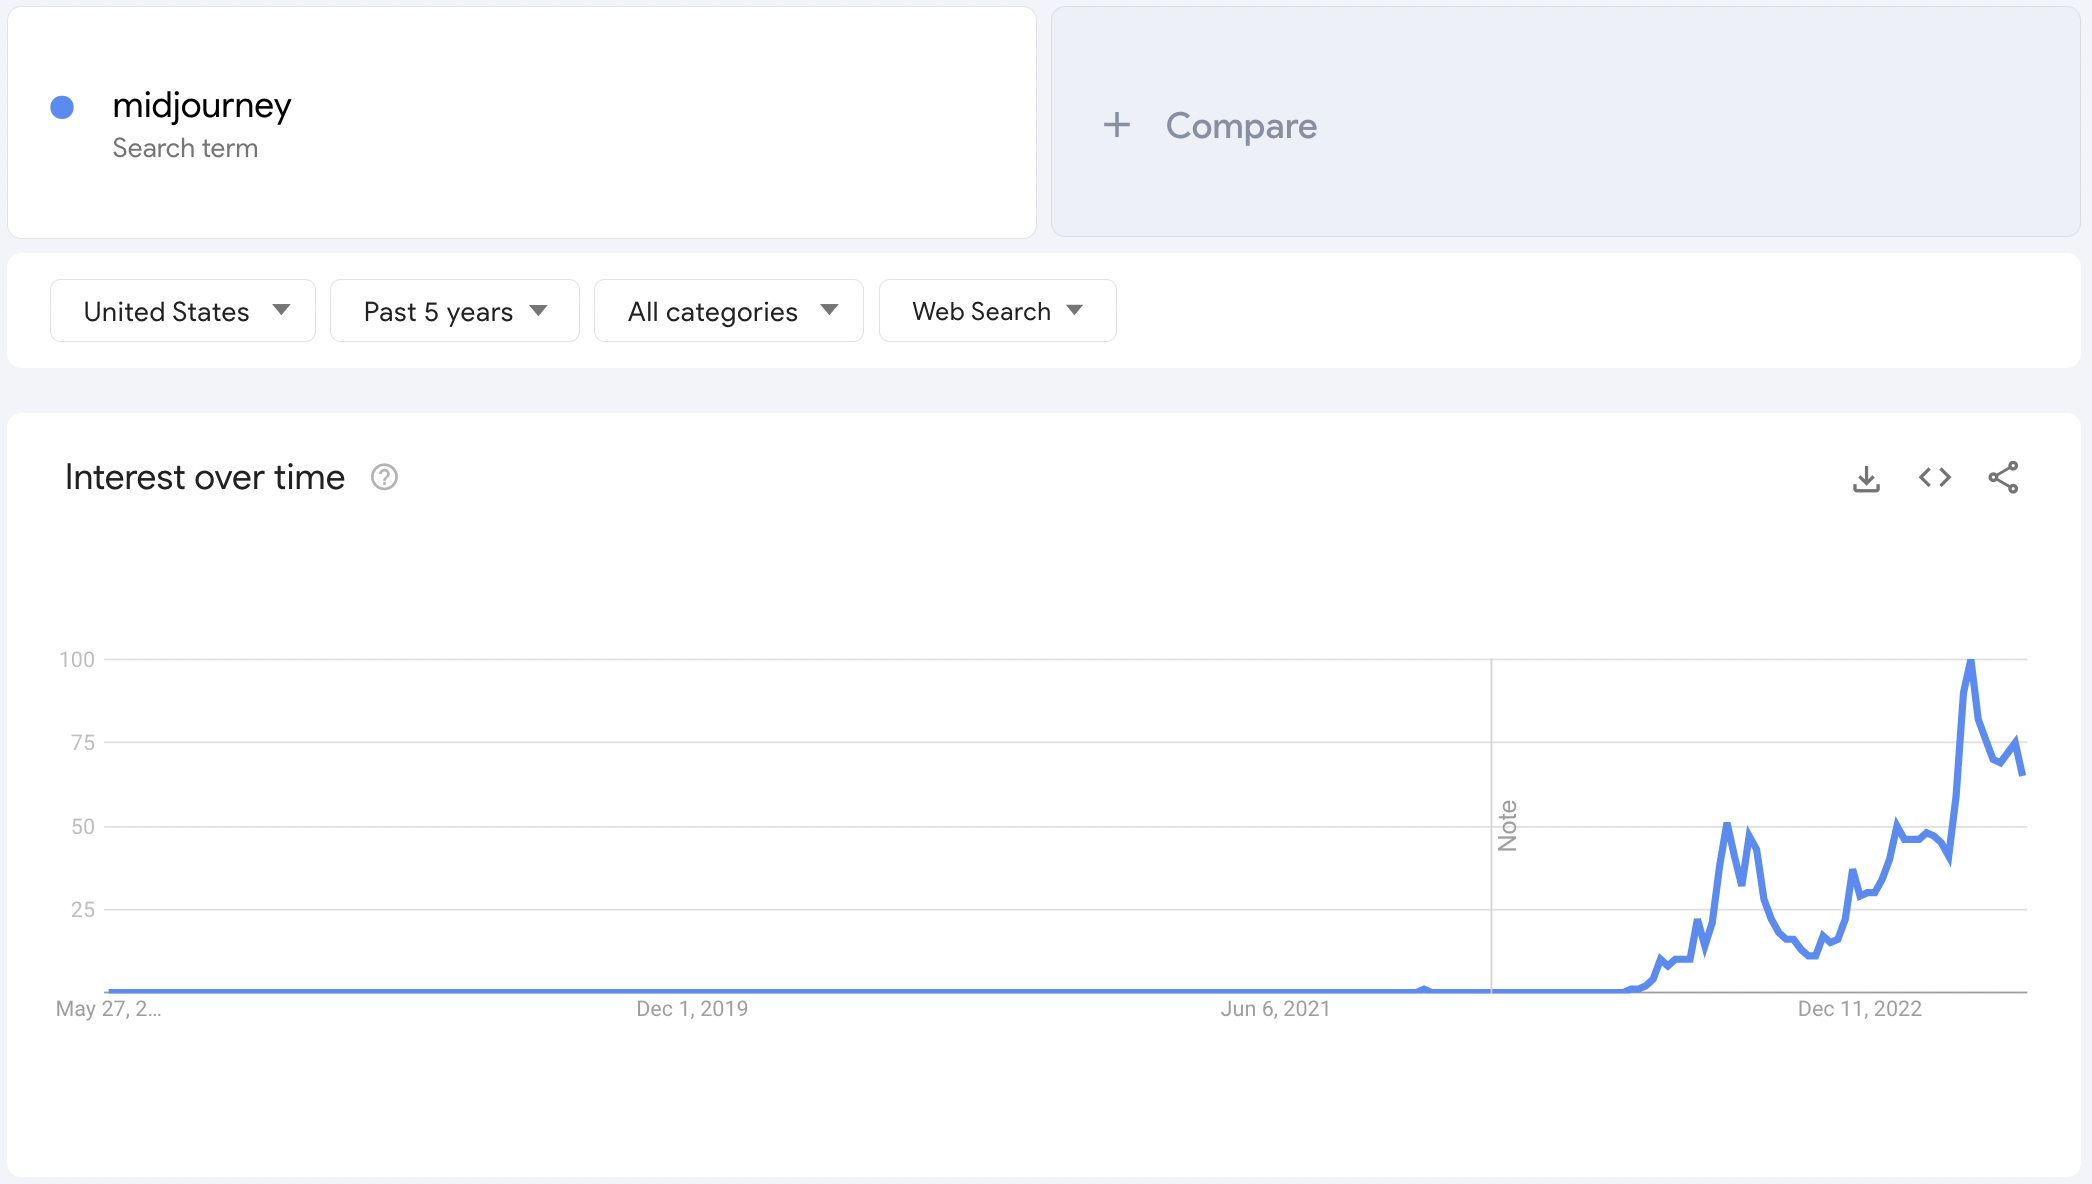 midjourney
Search term
+ Compare
United States
Past 5 years
All categories
Web Search
Interest over time
100
75
50
25
Note
May 27, 2...
Dec 1, 2019
Jun 6, 2021
Dec 11, 2022